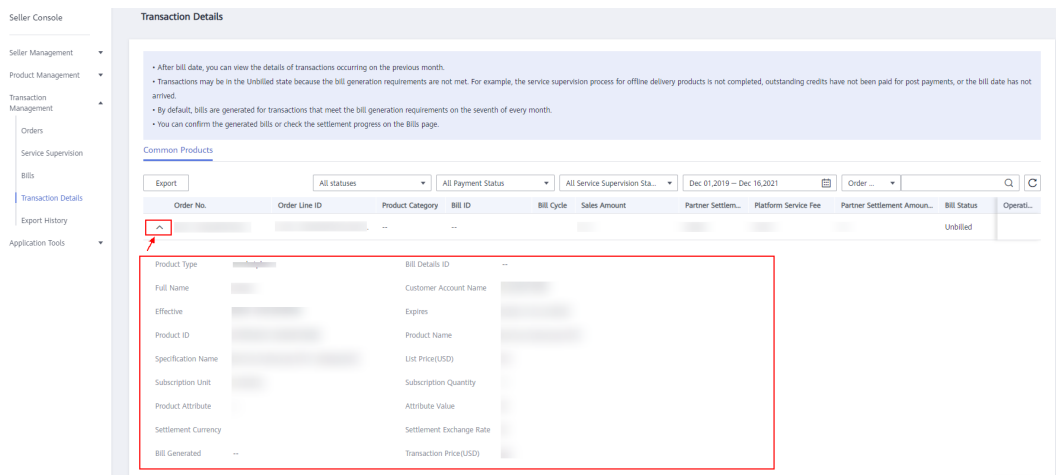 Seller Console
Transaction Details
Seller Management
Product Management
Transaction
Management
Orders
Service Supervision
Bills
Transaction Details
Export History
Application Tools
• After bill date, you can view the details of transactions occurring on the previous month.
• Transactions may be in the Unbilled state because the bill generation requirements are not met. For example, the service supervision process for offline delivery products is not completed, outstanding credits have not been paid for post payments, or the bill date has not
arrived.
• By default, bills are generated for transactions that meet the bill generation requirements on the seventh of every month.
• You can confirm the generated bills or check the settlement progress on the Bills page.
Common Products
Export All statuses All Payment Status All Service Supervision Sta... Dec 01,2019 – Dec 16,2021 Order ...
Order No. Order Line ID Product Category Bill ID Bill Cycle Sales Amount Partner Settlem... Platform Service Fee Partner Settlement Amoun... Bill Status Operati...
-- -- Unbilled
Product Type Bill Details ID --
Full Name Customer Account Name
Effective Expires
Product ID Product Name
Specification Name List Price(USD)
Subscription Unit Subscription Quantity
Product Attribute Attribute Value
Settlement Currency Settlement Exchange Rate
Bill Generated -- Transaction Price(USD)